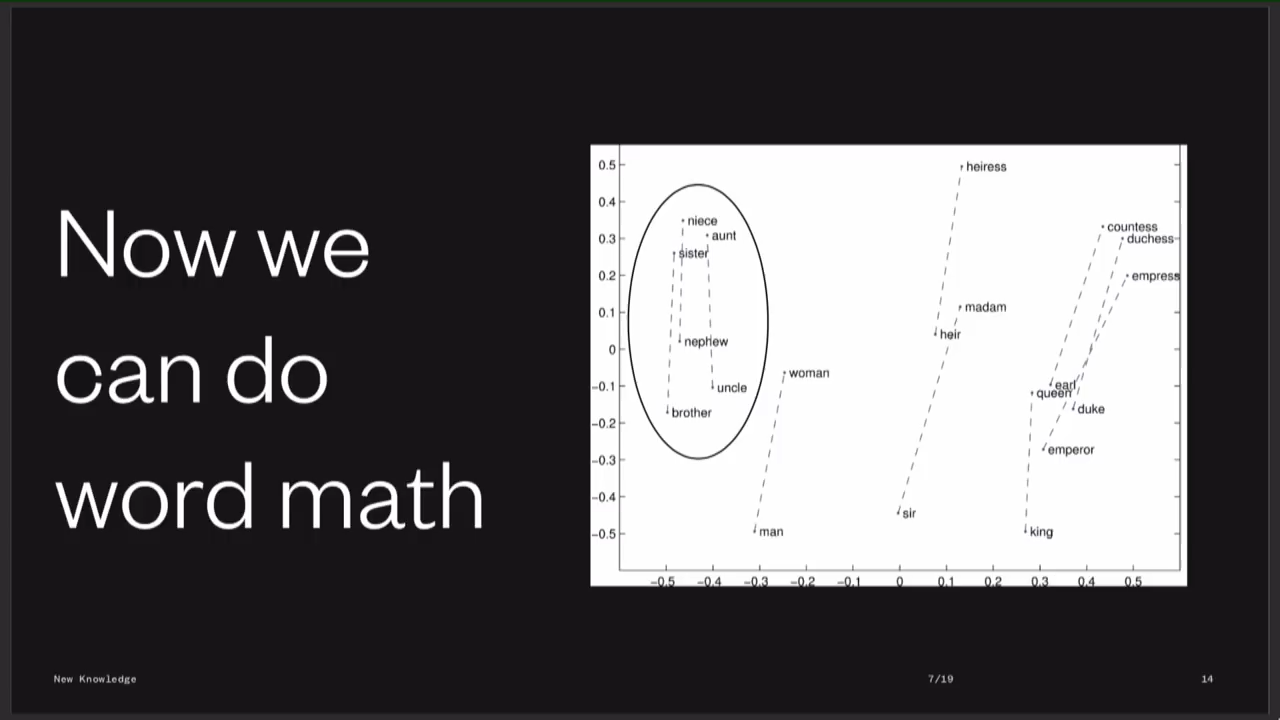 Now we
can do
word math
0.5
0.4
0.3
0.2
0.1
0
−0.1
−0.2
−0.3
−0.4
−0.5
heiress
niece
countess
aunt
duchess
sister
empress
madam
heir
nephew
woman
earl
uncle
queen
duke
brother
emperor
sir
man
king
−0.5 −0.4 −0.3 −0.2 −0.1 0 0.1 0.2 0.3 0.4 0.5
New Knowledge 7/19 14